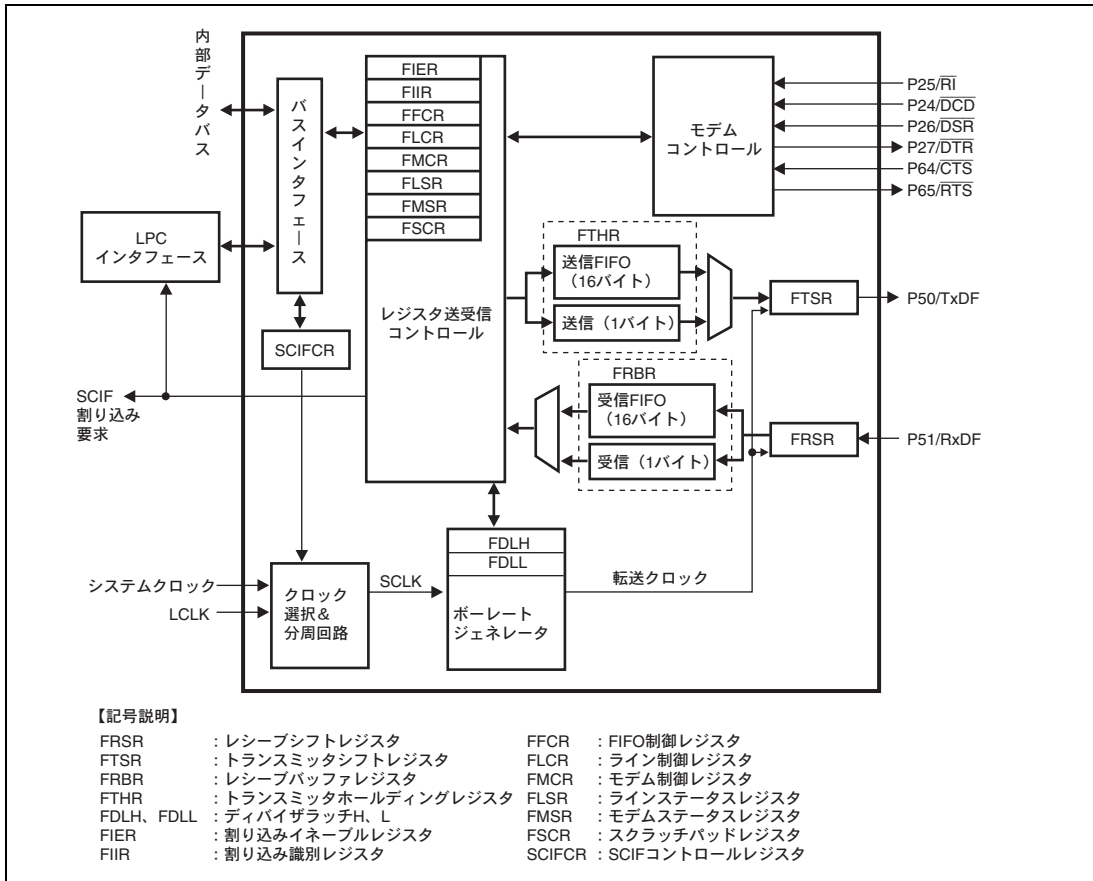 内部データバス
バスインタフェース
FIER
FIIR
FFCR
FLCR
FMCR
FLSR
FMSR
FSCR
レジスタ送受信
コントロール
モデム
コントロール
P25/RI
P24/DCD
P26/DSR
P27/DTR
P64/CTS
P65/RTS
LPC
インタフェース
SCIFCR
SCIF
割り込み
要求
FTHR
送信FIFO
（16バイト）
送信（1バイト）
FTSR
P50/TxDF
FRBR
受信FIFO
（16バイト）
受信（1バイト）
FRSR
P51/RxDF
システムクロック
LCLK
クロック
選択＆
分周回路
SCLK
FDLH
FDLL
ボーレート
ジェネレータ
転送クロック
【記号説明】
FRSR ：レシーブシフトレジスタ
FTSR ：トランスミッタシフトレジスタ
FRBR ：レシーブバッファレジスタ
FTHR ：トランスミッタホールディングレジスタ
FDLH、FDLL ：ディバイザラッチH、L
FIER ：割り込みイネーブルレジスタ
FIIR ：割り込み識別レジスタ
FFCR ：FIFO制御レジスタ
FLCR ：ライン制御レジスタ
FMCR ：モデム制御レジスタ
FLSR ：ラインステータスレジスタ
FMSR ：モデムステータスレジスタ
FSCR ：スクラッチパッドレジスタ
SCIFCR ：SCIFコントロールレジスタ